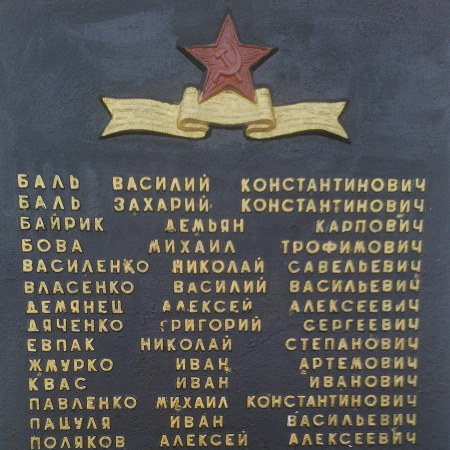 БАЛЬ ВАСИЛИЙ КОНСТАНТИНОВИЧ
БАЛЬ ЗАХАРИЙ КОНСТАНТИНОВИЧ
БАЙРИК ДЕМЬЯН КАРПОВИЧ
БОВА МИХАИЛ ТРОФИМОВИЧ
ВАСИЛЕНКО НИКОЛАЙ САВЕЛЬЕВИЧ
ВЛАСЕНКО ВАСИЛИЙ ВАСИЛЬЕВИЧ
ДЕМЯНЕЦ АЛЕКСЕЙ АЛЕКСЕЕВИЧ
ДЯЧЕНКО ГРИГОРИЙ СЕРГЕЕВИЧ
ЕВПАК НИКОЛАЙ СТЕПАНОВИЧ
ЖМУРКО ИВАН АРТЕМОВИЧ
КВАС ИВАН ИВАНОВИЧ
ПАВЛЕНКО МИХАИЛ КОНСТАНТИНОВИЧ
ПАЦУЛЯ ИВАН ВАСИЛЬЕВИЧ
ПОЛЯКОВ АЛЕКСЕЙ АЛЕКСЕЕВИЧ